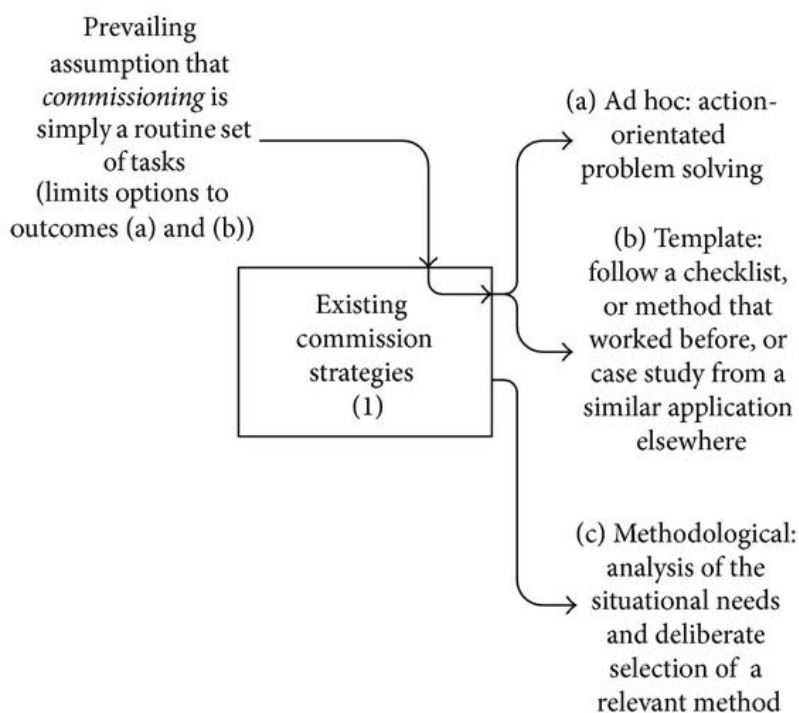 Prevailing
assumption that
commissioning is
simply a routine set
of tasks
(limits options to
outcomes (a) and (b))
Existing
commission
strategies
(1)
(a) Ad hoc: action-
orientated
problem solving
(b) Template:
follow a checklist,
or method that
worked before, or
case study from a
similar application
elsewhere
(c) Methodological:
analysis of the
situational needs
and deliberate
selection of a
relevant method